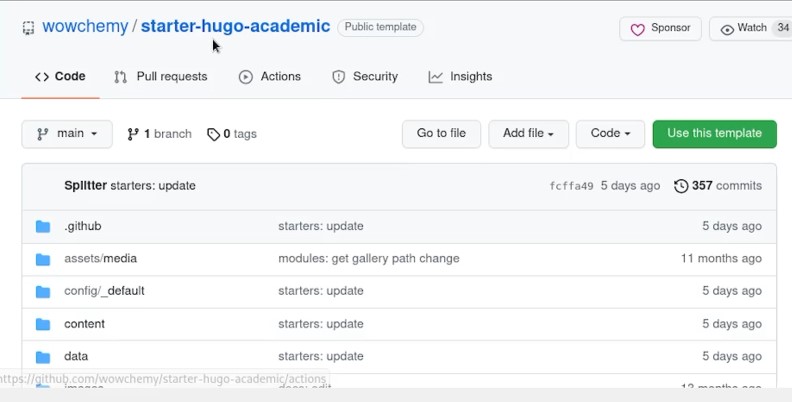 wowchemy / starter-hugo-academic Public template Sponsor Watch 34
Code Pull requests Actions Security Insights
main 1 branch 0 tags Go to file Add file Code Use this template
Splitter starters: update fcffa49 5 days ago 357 commits
.github starters: update 5 days ago
assets/media modules: get gallery path change 11 months ago
config/_default starters: update 5 days ago
content starters: update 5 days ago
data starters: update 5 days ago
https://github.com/wowchemy/starter-hugo-academic/actions
months ago